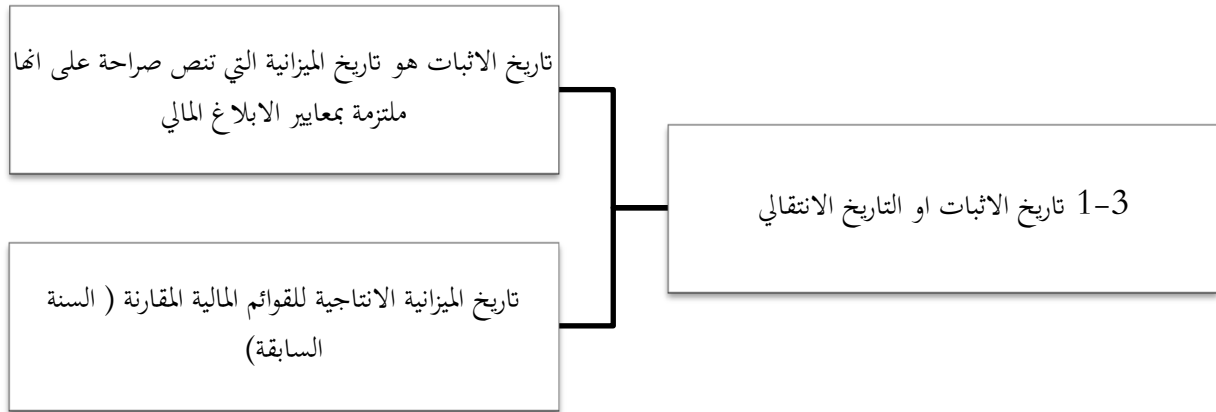 1-3 تاريخ الاثبات او التاريخ الانتقالي
تاريخ الاثبات هو تاريخ الميزانية التي تنص صراحة على انها
ملتزمة بمعايير الابلاغ المالي
تاريخ الميزانية الانتاجية للقوائم المالية المقارنة ( السنة
السابقة)